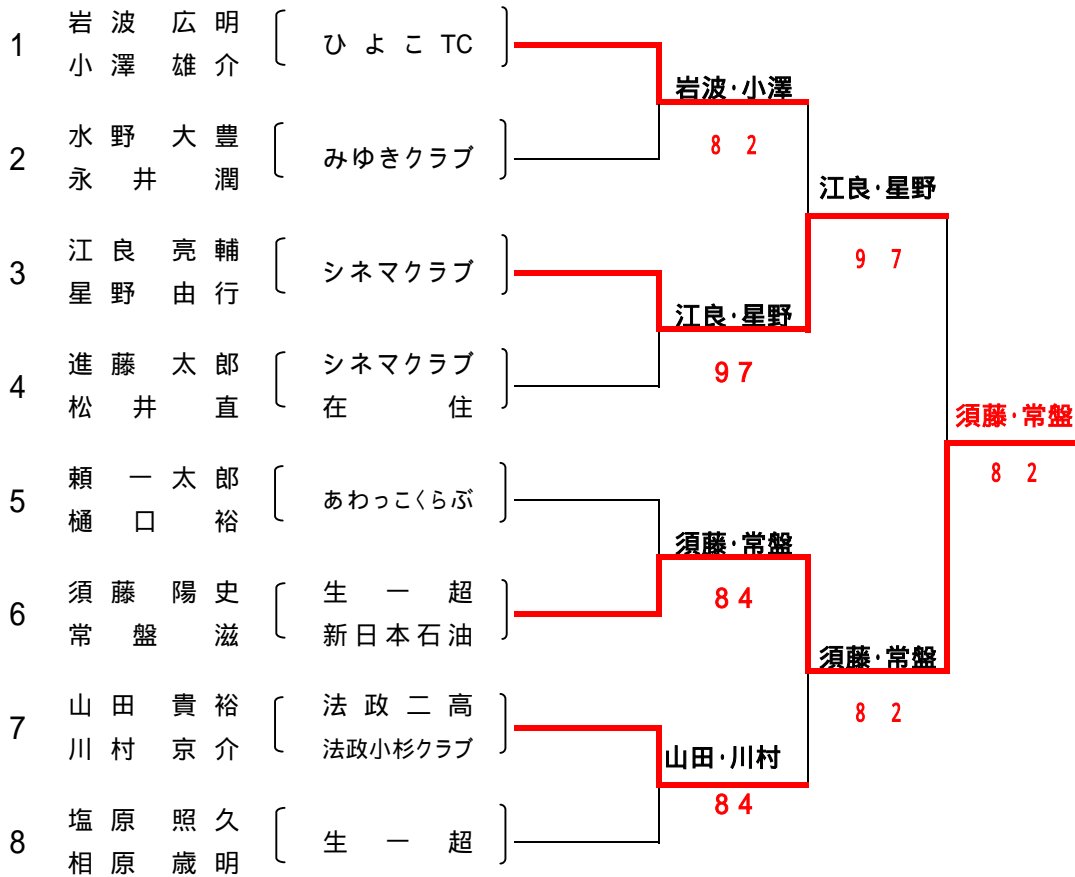 1
岩波 広明
小澤 雄介
ひよこTC
2
水野 大豊
永井 潤
みゆきクラブ
3
江良 亮輔
星野 由行
シネマクラブ
4
進藤 太郎
松井 直
シネマクラブ
在住
5
頼 一太郎
樋口 裕
あわっこくらぶ
6
須藤 陽史
常盤 滋
生一超
新日本石油
7
山田 貴裕
川村 京介
法政二高
法政小杉クラブ
8
塩原 照久
相原 歳明
生一超
岩波・小澤
8 2
江良・星野
9 7
須藤・常盤
8 4
山田・川村
8 4
江良・星野
9 7
須藤・常盤
8 2
須藤・常盤
8 2